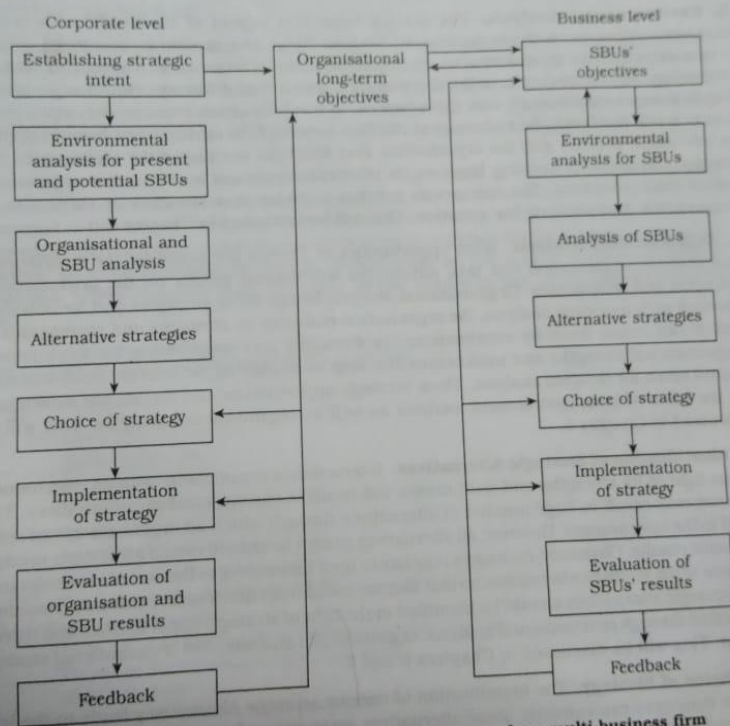 Corporate level
Establishing strategic
intent
Environmental
analysis for present
and potential SBUs
Organisational and
SBU analysis
Alternative strategies
Choice of strategy
Implementation
of strategy
Evaluation of
organisation and
SBU results
Feedback
Organisational
long-term
objectives
Business level
SBUs'
objectives
Environmental
analysis for SBUs
Analysis of SBUs
Alternative strategies
Choice of strategy
Implementation
of strategy
Evaluation of
SBUs' results
Feedback
multi business firm